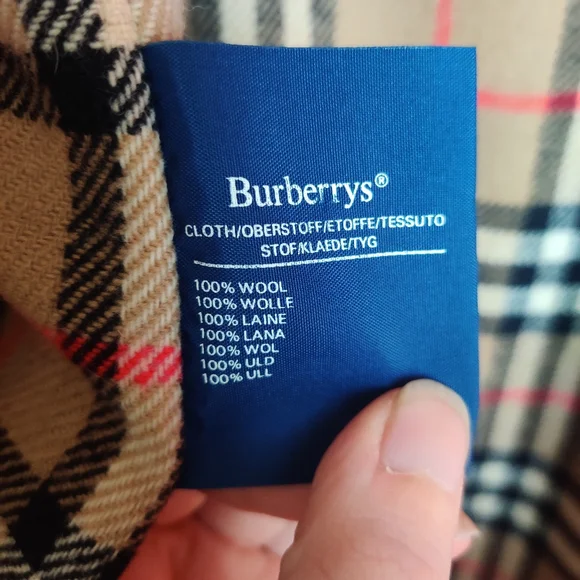 Burberrys®
CLOTH/OBERSTOFF/ETOFFE/TESSUTO
STOF/KLAEDE/TYG
100% WOOL
100% WOLLE
100% LAINE
100% LANA
100% WOL
100% ULD
100% ULL